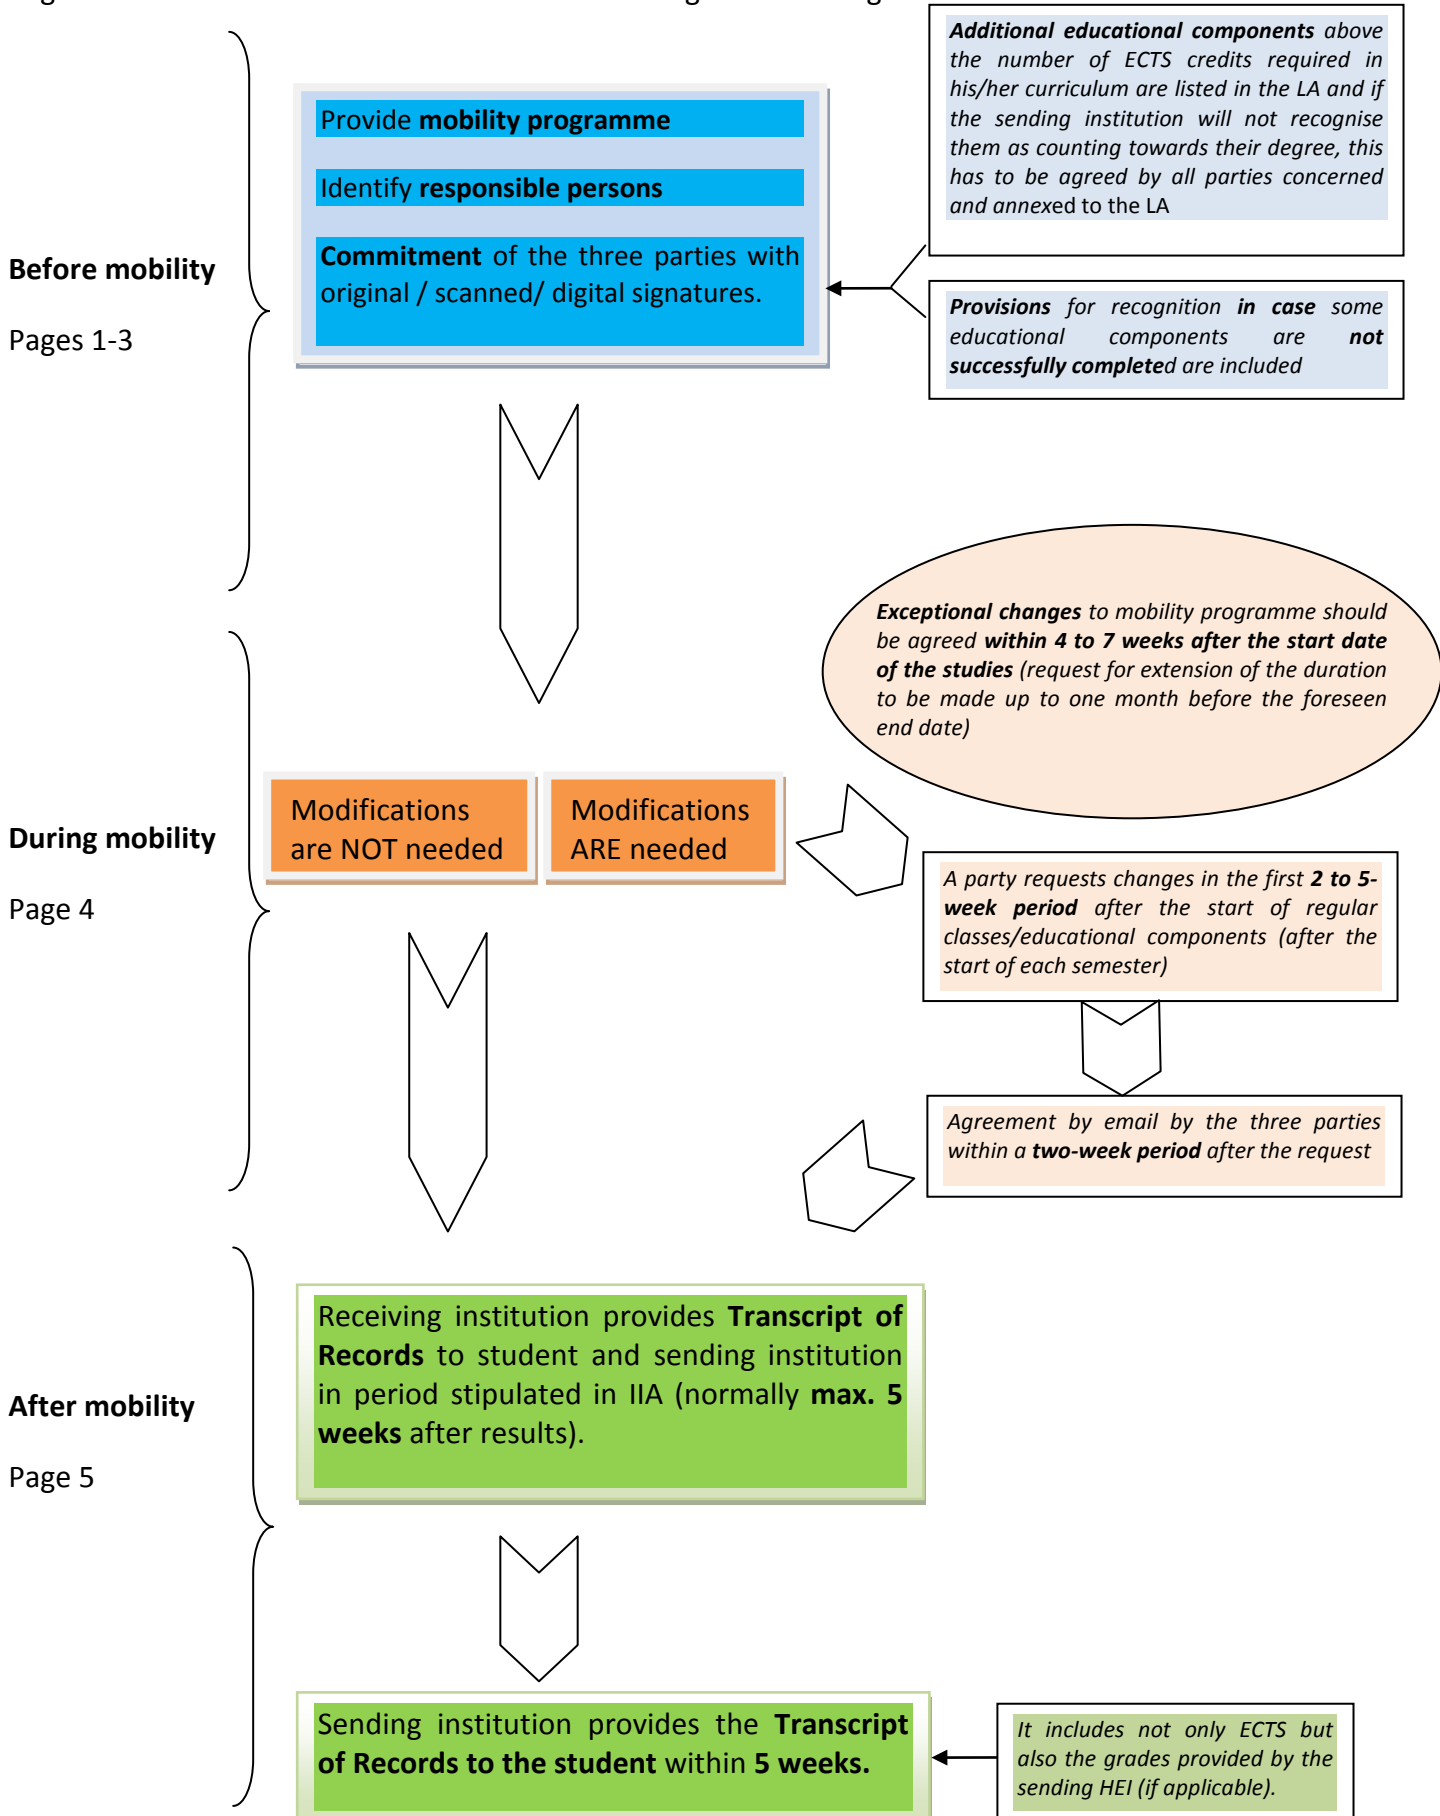 Additional educational components above
the number of ECTS credits required in
his/her curriculum are listed in the LA and if
the sending institution will not recognise
them as counting towards their degree, this
has to be agreed by all parties concerned
and annexed to the LA
Provide mobility programme
Identify responsible persons
Commitment of the three parties with
original / scanned/ digital signatures.
Before mobility
Pages 1-3
Provisions for recognition in case some
educational components are not
successfully completed are included
Exceptional changes to mobility programme should
be agreed within 4 to 7 weeks after the start date
of the studies (request for extension of the duration
to be made up to one month before the foreseen
end date)
During mobility
Page 4
Modifications
are NOT needed
Modifications
ARE needed
A party requests changes in the first 2 to 5-
week period after the start of regular
classes/educational components (after the
start of each semester)
Agreement by email by the three parties
within a two-week period after the request
After mobility
Page 5
Receiving institution provides Transcript of
Records to student and sending institution
in period stipulated in IIA (normally max. 5
weeks after results).
Sending institution provides the Transcript
of Records to the student within 5 weeks.
It includes not only ECTS but
also the grades provided by the
sending HEI (if applicable).